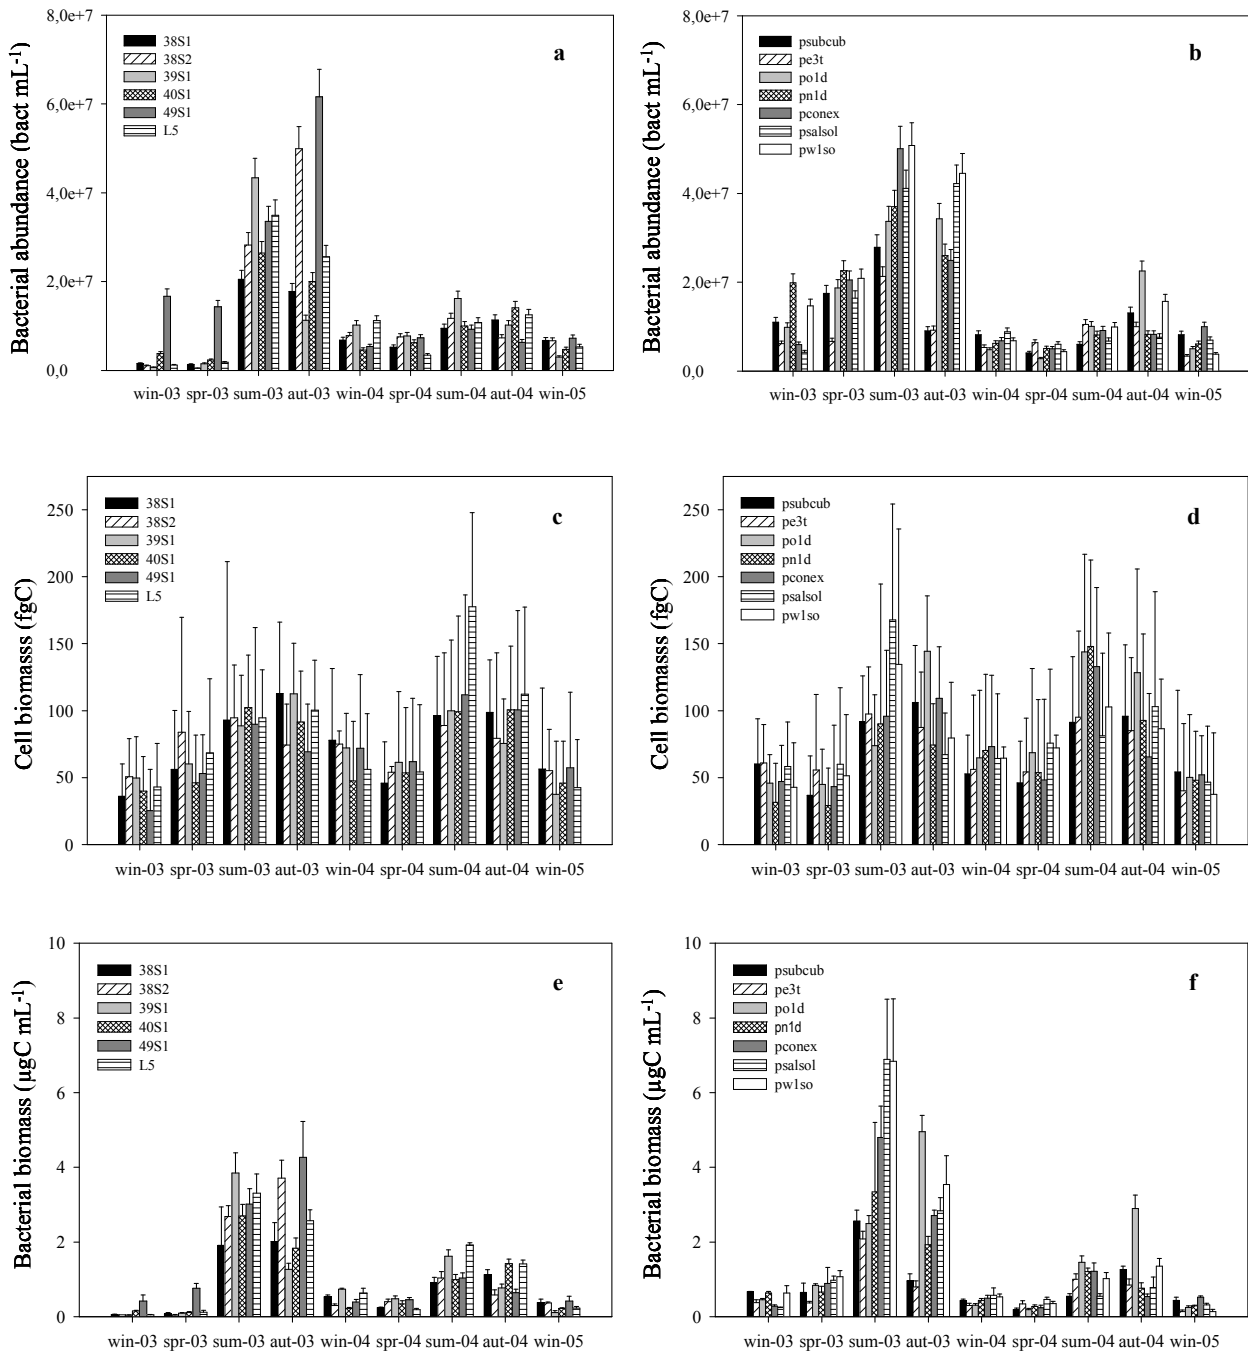 8,0e+7
6,0e+7
4,0e+7
2,0e+7
0,0
Bacterial abundance (bact mL-1)
38S1
38S2
39S1
40S1
49S1
L5
a
win-03 spr-03 sum-03 aut-03 win-04 spr-04 sum-04 aut-04 win-05
8,0e+7
6,0e+7
4,0e+7
2,0e+7
0,0
Bacterial abundance (bact mL-1)
psubcub
pe3t
po1d
pn1d
pconex
psalsol
pw1so
b
win-03 spr-03 sum-03 aut-03 win-04 spr-04 sum-04 aut-04 win-05
250
200
150
100
50
0
Cell biomasss (fgC)
38S1
38S2
39S1
40S1
49S1
L5
c
win-03 spr-03 sum-03 aut-03 win-04 spr-04 sum-04 aut-04 win-05
250
200
150
100
50
0
Cell biomasss (fgC)
psubcub
pe3t
po1d
pn1d
pconex
psalsol
pw1so
d
win-03 spr-03 sum-03 aut-03 win-04 spr-04 sum-04 aut-04 win-05
10
8
6
4
2
0
Bacterial biomass (µgC mL-1)
38S1
38S2
39S1
40S1
49S1
L5
e
win-03 spr-03 sum-03 aut-03 win-04 spr-04 sum-04 aut-04 win-05
10
8
6
4
2
0
Bacterial biomass (µgC mL-1)
psubcub
pe3t
po1d
pn1d
pconex
psalsol
pw1so
f
win-03 spr-03 sum-03 aut-03 win-04 spr-04 sum-04 aut-04 win-05